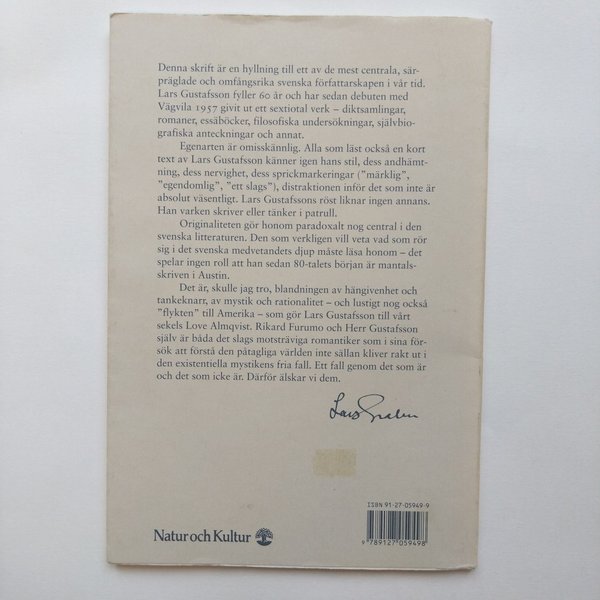 Denna skrift är en hyllning till ett av de mest centrala, sär-
präglade och omfångsrika svenska författarskapen i vår tid.
Lars Gustafsson fyller 60 år och har sedan debuten med
Vägvila 1957 givit ut ett sextiotal verk – diktsamlingar,
romaner, essäböcker, filosofiska undersökningar, självbio-
grafiska anteckningar och annat.
Egenarten är omisskännlig. Alla som läst också en kort
text av Lars Gustafsson känner igen hans stil, dess andhämt-
ning, dess nervighet, dess sprickmarkeringar ("märklig",
"egendomlig", "ett slags"), distraktionen inför det som inte är
absolut väsentligt. Lars Gustafssons röst liknar ingen annans.
Han varken skriver eller tänker i patrull.
Originaliteten gör honom paradoxalt nog central i den
svenska litteraturen. Den som verkligen vill veta vad som rör
sig i det svenska medvetandets djup måste läsa honom – det
spelar ingen roll att han sedan 80-talets början är mantals-
skriven i Austin.
Det är, skulle jag tro, blandningen av hängivenhet och
tankeknarr, av mystik och rationalitet – och lustigt nog också
"flykten" till Amerika – som gör Lars Gustafsson till vårt
sekels Love Almqvist. Rikard Furumo och Herr Gustafsson
själv är båda det slags motsträviga romantiker som i sina för-
sök att förstå den påtagliga världen inte sällan kliver rakt ut i
den existentiella mystikens fria fall. Ett fall genom det som är
och det som icke är. Därför älskar vi dem.
Lars
ISBN 91-27-05949-9
Natur och Kultur
9 789127 059498